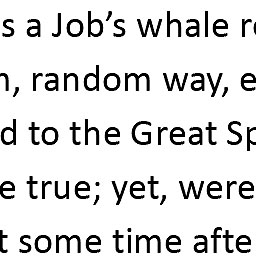 s a Job’s whale r
, random way, e
d to the Great Sp
e true; yet, were
t some time afte